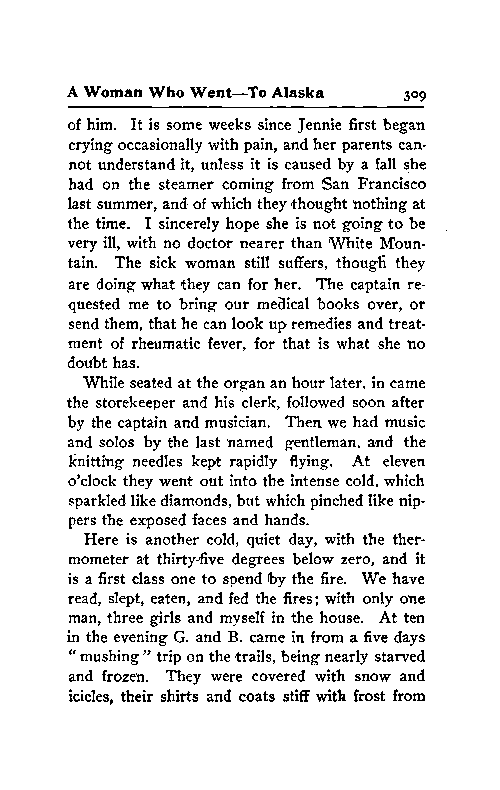 A Woman Who Went—To Alaska 309
of him. It is some weeks since Jennie first began
crying occasionally with pain, and her parents can-
not understand it, unless it is caused by a fall she
had on the steamer coming from San Francisco
last summer, and of which they thought nothing at
the time. I sincerely hope she is not going to be
very ill, with no doctor nearer than White Moun-
tain. The sick woman still suffers, though they
are doing what they can for her. The captain re-
quested me to bring our medical books over, or
send them, that he can look up remedies and treat-
ment of rheumatic fever, for that is what she no
doubt has.
While seated at the organ an hour later, in came
the storekeeper and his clerk, followed soon after
by the captain and musician. Then we had music
and solos by the last named gentleman, and the
knitting needles kept rapidly flying. At eleven
o'clock they went out into the intense cold, which
sparkled like diamonds, but which pinched like nip-
pers the exposed faces and hands.
Here is another cold, quiet day, with the ther-
mometer at thirty-five degrees below zero, and it
is a first class one to spend by the fire. We have
read, slept, eaten, and fed the fires; with only one
man, three girls and myself in the house. At ten
in the evening G. and B. came in from a five days
" mushing " trip on the trails, being nearly starved
and frozen. They were covered with snow and
icicles, their shirts and coats stiff with frost from